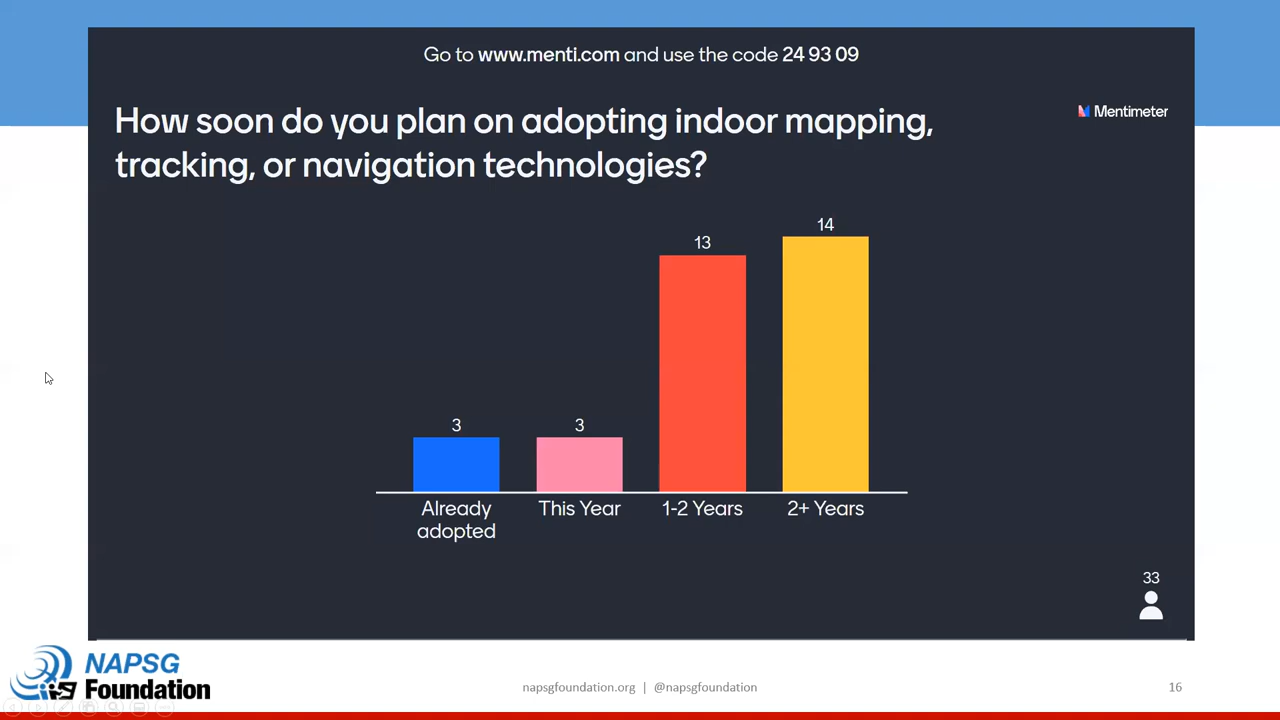 Go to www.menti.com and use the code 24 93 09
How soon do you plan on adopting indoor mapping,
tracking, or navigation technologies?
Mentimeter
13
14
3
3
Already
adopted
This Year
1-2 Years
2+ Years
33
NAPSG
Foundation
napsgfoundation.org | @napsgfoundation
16